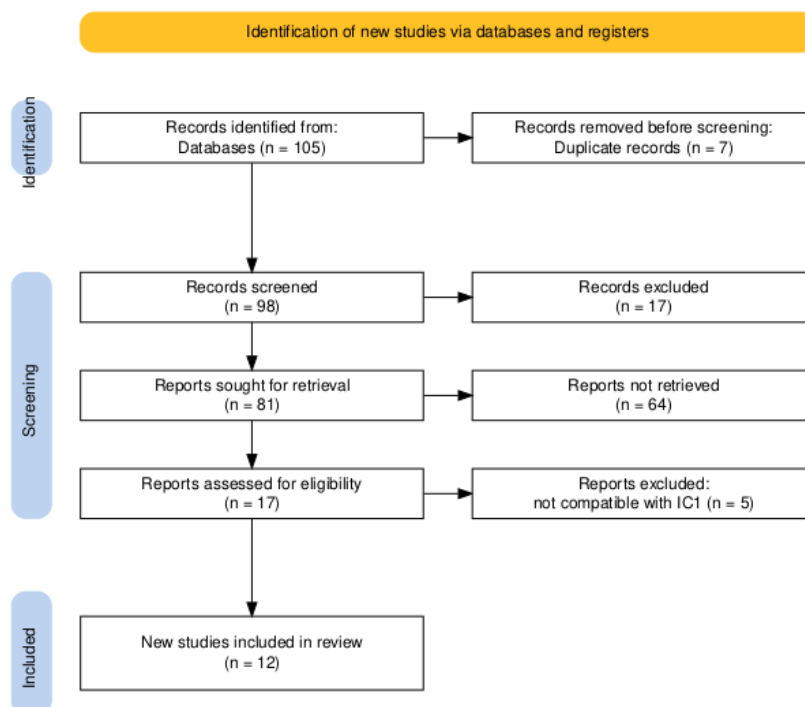 Identification of new studies via databases and registers
Identification
Records identified from:
Databases (n = 105)
Records removed before screening:
Duplicate records (n = 7)
Screening
Records screened
(n = 98)
Records excluded
(n = 17)
Reports sought for retrieval
(n = 81)
Reports not retrieved
(n = 64)
Reports assessed for eligibility
(n = 17)
Reports excluded:
not compatible with IC1 (n = 5)
Included
New studies included in review
(n = 12)